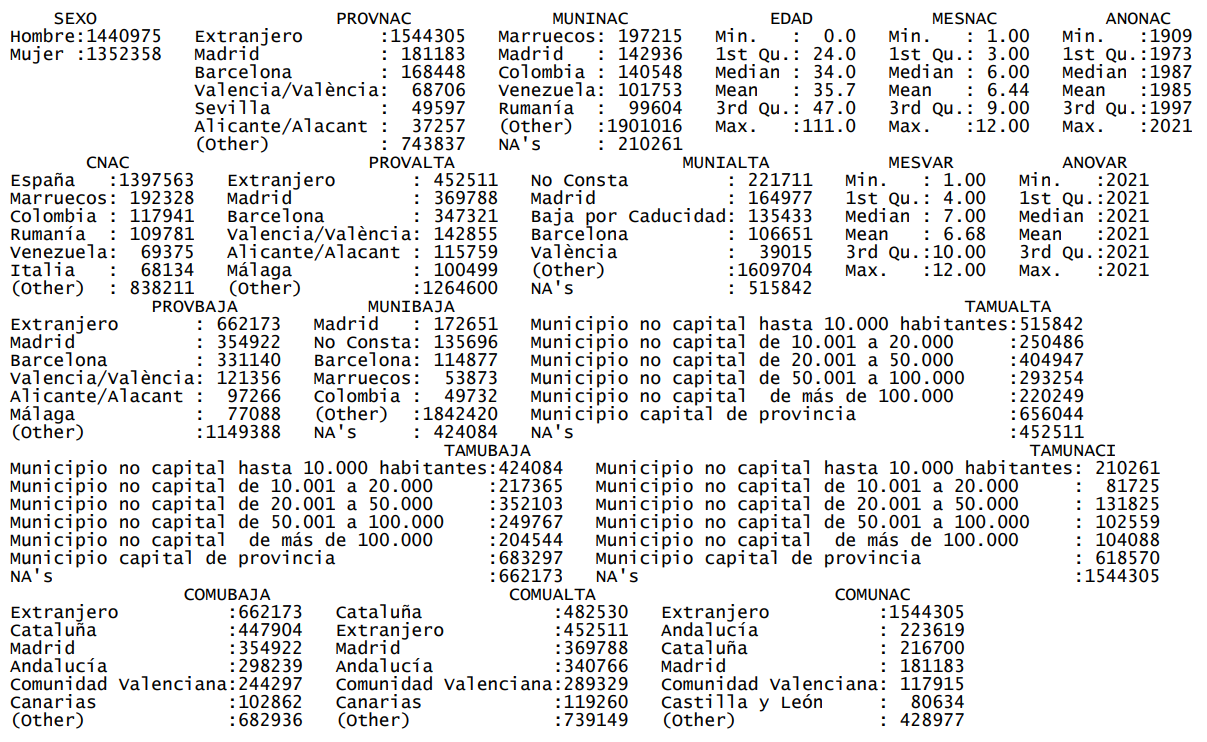 SEXO PROVNAC MUNINAC EDAD MESNAC ANONAC
Hombre:1440975 Extranjero :1544305 Marruecos: 197215 Min. : 0.0 Min. : 1.00 Min. :1909
Mujer :1352358 Madrid : 181183 Madrid : 142936 1st Qu.: 24.0 1st Qu.: 3.00 1st Qu.:1973
Barcelona : 168448 Colombia : 140548 Median : 34.0 Median : 6.00 Median :1987
Valencia/València: 68706 Venezuela: 101753 Mean : 35.7 Mean : 6.44 Mean :1985
Sevilla : 49597 Rumanía : 99604 3rd Qu.: 47.0 3rd Qu.: 9.00 3rd Qu.:1997
Alicante/Alacant : 37257 (Other) :1901016 Max. :111.0 Max. :12.00 Max. :2021
(Other) : 743837 NA's : 210261
CNAC PROVALTA MUNIALTA MESVAR ANOVAR
España :1397563 Extranjero : 452511 No Consta : 221711 Min. : 1.00 Min. :2021
Marruecos: 192328 Madrid : 369788 Madrid : 164977 1st Qu.: 4.00 1st Qu.:2021
Colombia : 117941 Barcelona : 347321 Baja por Caducidad: 135433 Median : 7.00 Median :2021
Rumanía : 109781 Valencia/València: 142855 Barcelona : 106651 Mean : 6.68 Mean :2021
Venezuela: 69375 Alicante/Alacant : 115759 València : 39015 3rd Qu.:10.00 3rd Qu.:2021
Italia : 68134 Málaga : 100499 (Other) :1609704 Max. :12.00 Max. :2021
(Other) : 838211 (Other) :1264600 NA's : 515842
PROVBAJA MUNIBAJA TAMUALTA
Extranjero : 662173 Madrid : 172651 Municipio no capital hasta 10.000 habitantes:515842
Madrid : 354922 No Consta: 135696 Municipio no capital de 10.001 a 20.000 :250486
Barcelona : 331140 Barcelona: 114877 Municipio no capital de 20.001 a 50.000 :404947
Valencia/València: 121356 Marruecos: 53873 Municipio no capital de 50.001 a 100.000 :293254
Alicante/Alacant : 97266 Colombia : 49732 Municipio no capital  de más de 100.000 :220249
Málaga : 77088 (Other) :1842420 Municipio capital de provincia :656044
(Other) :1149388 NA's : 424084 NA's :452511
TAMUBAJA TAMUNACI
Municipio no capital hasta 10.000 habitantes:424084 Municipio no capital hasta 10.000 habitantes: 210261
Municipio no capital de 10.001 a 20.000 :217365 Municipio no capital de 10.001 a 20.000 : 81725
Municipio no capital de 20.001 a 50.000 :352103 Municipio no capital de 20.001 a 50.000 : 131825
Municipio no capital de 50.001 a 100.000 :249767 Municipio no capital de 50.001 a 100.000 : 102559
Municipio no capital  de más de 100.000 :204544 Municipio no capital  de más de 100.000 : 104088
Municipio capital de provincia :683297 Municipio capital de provincia : 618570
NA's :662173 NA's :1544305
COMUBAJA COMUALTA COMUNAC
Extranjero :662173 Cataluña :482530 Extranjero :1544305
Cataluña :447904 Extranjero :452511 Andalucía : 223619
Madrid :354922 Madrid :369788 Cataluña : 216700
Andalucía :298239 Andalucía :340766 Madrid : 181183
Comunidad Valenciana:244297 Comunidad Valenciana:289329 Comunidad Valenciana: 117915
Canarias :102862 Canarias :119260 Castilla y León : 80634
(Other) :682936 (Other) :739149 (Other) : 428977